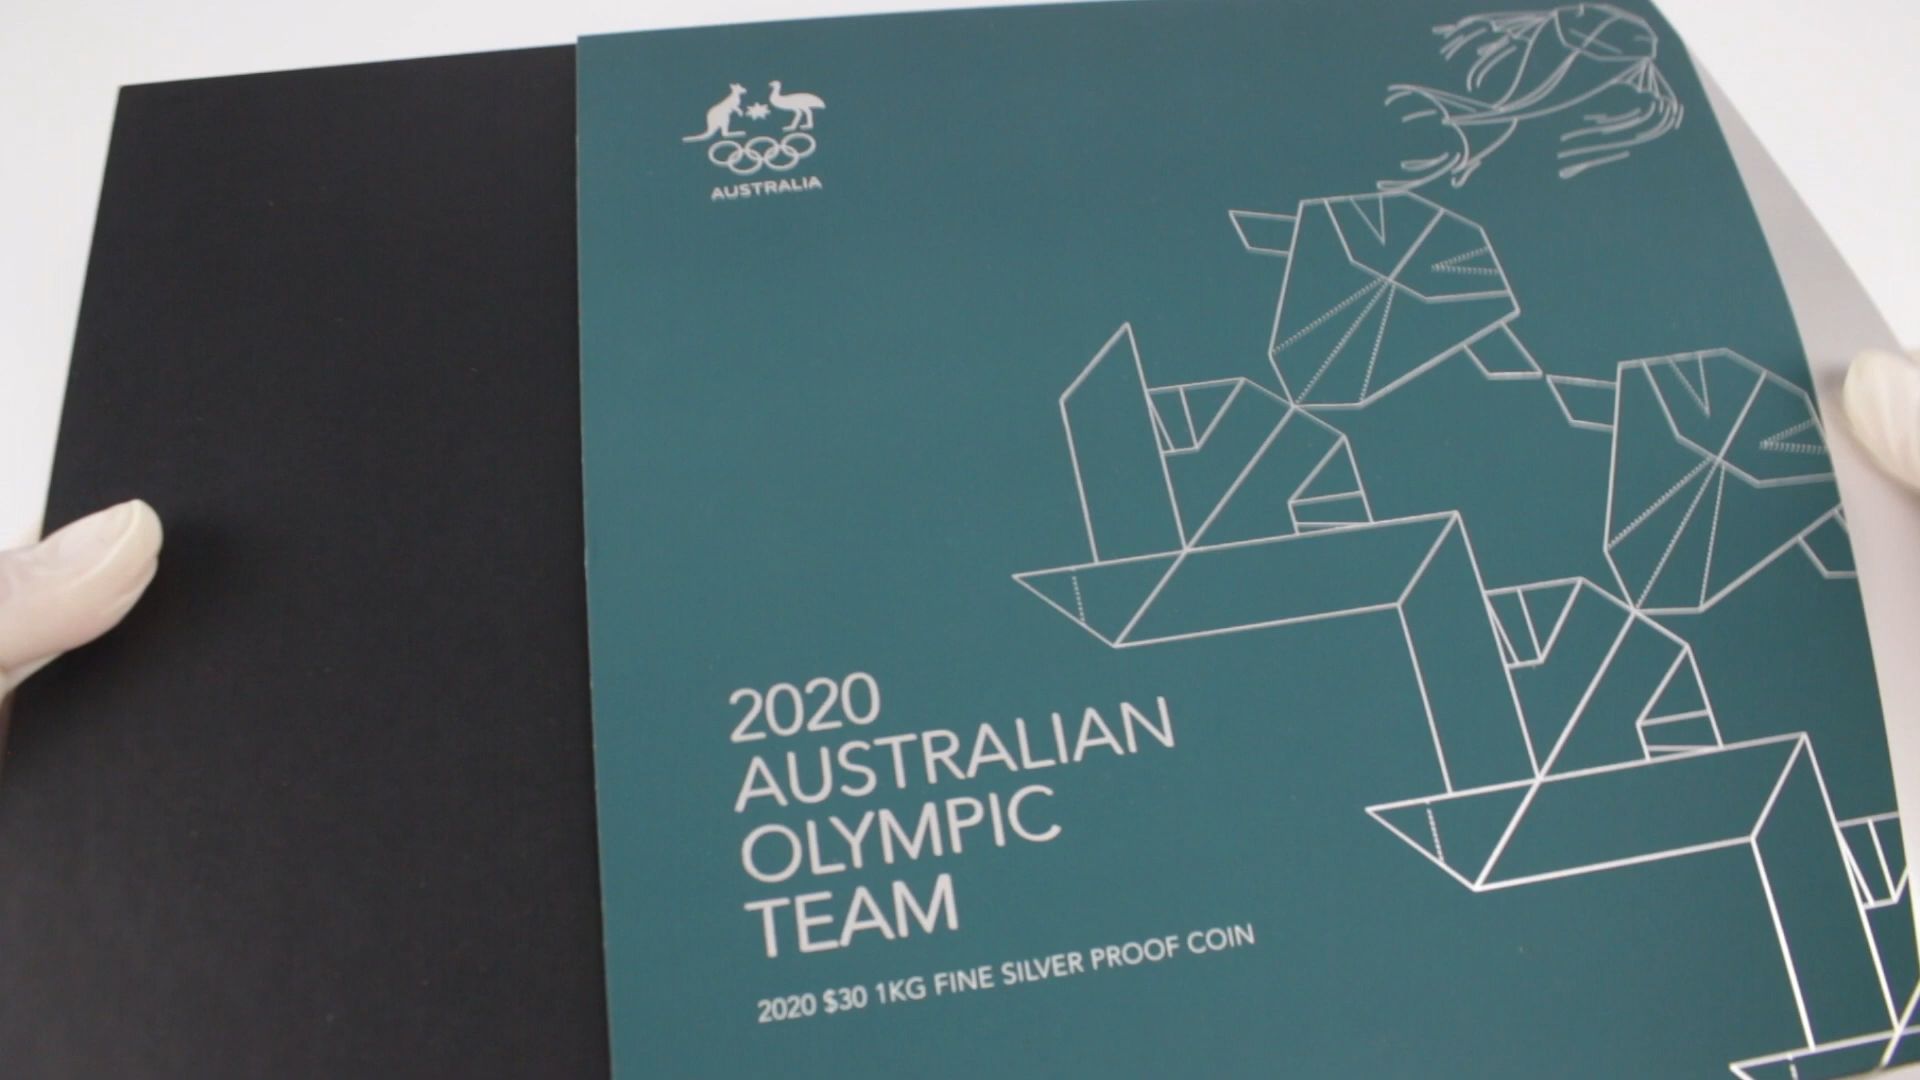 AUSTRALIA
2020
AUSTRALIAN
OLYMPIC
TEAM
2020 $30 1KG FINE SILVER PROOF COIN